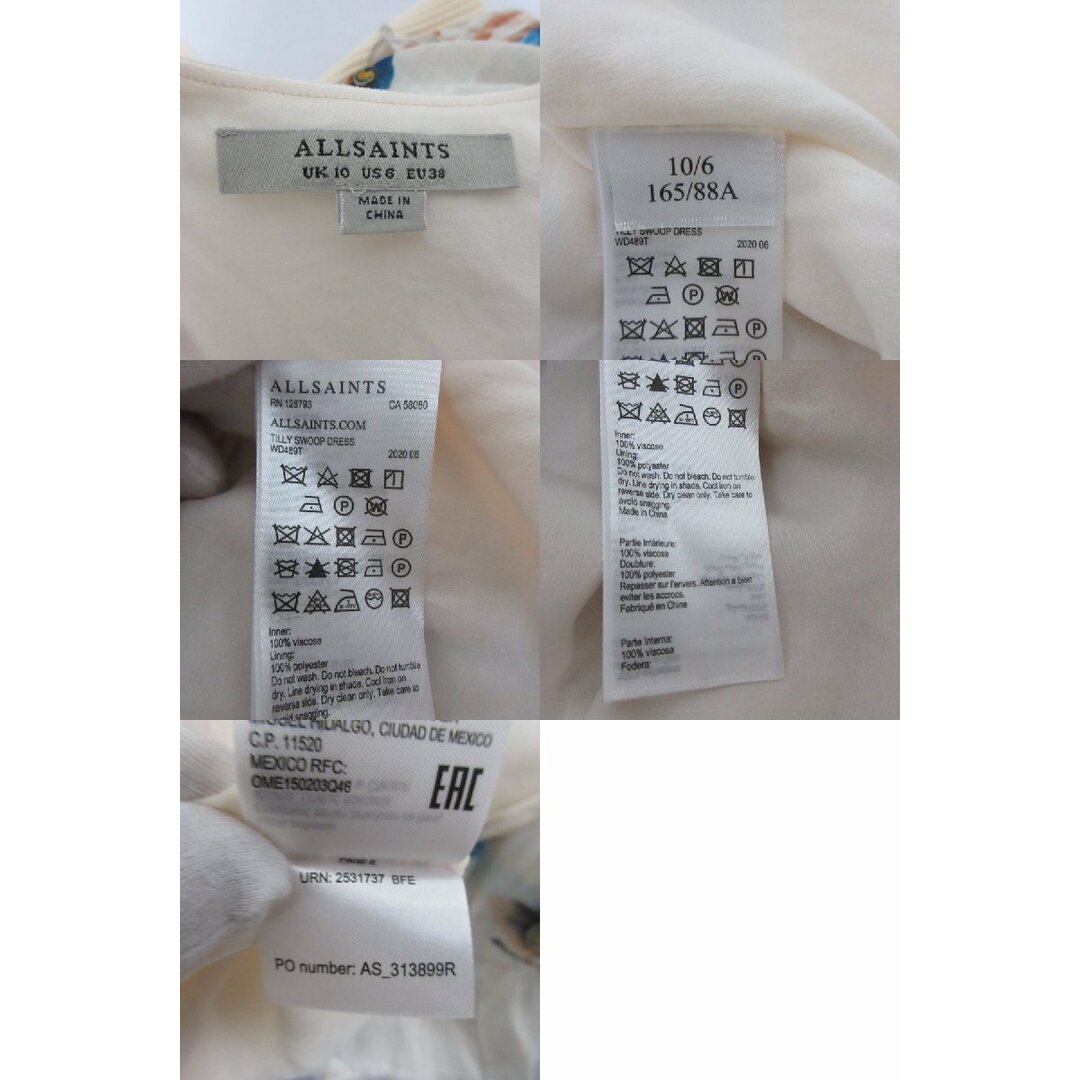 ALLSAINTS
UK 10 US 6 EU 38
MADE IN
CHINA
10/6
165/88A
TILLY SWOOP DRESS
WD489T 2020 06
ALLSAINTS
RN 128793 CA 58060
ALLSAINTS.COM
TILLY SWOOP DRESS
WD489T 2020 06
Inner:
100% viscose
Lining:
100% polyester
Do not wash. Do not bleach. Do not tumble
dry. Line drying in shade. Cool iron on
reverse side. Dry clean only. Take care to
avoid snagging.
Inner:
100% viscose
Lining:
100% polyester
Do not wash. Do not bleach. Do not tumble
dry. Line drying in shade. Cool iron on
reverse side. Dry clean only. Take care to
avoid snagging.
Made in China
Partie Intérieure:
100% viscose
Doublure:
100% polyester
Repasser sur l'envers. Attention a bien
eviter les accrocs.
Fabriqué en Chine
Parte Interna:
100% viscose
Fodera:
HIDALGO, CIUDAD DE MEXICO
C.P. 11520
MEXICO RFC:
OME150203Q46
EAC
URN: 2531737 BFE
PO number: AS_313899R